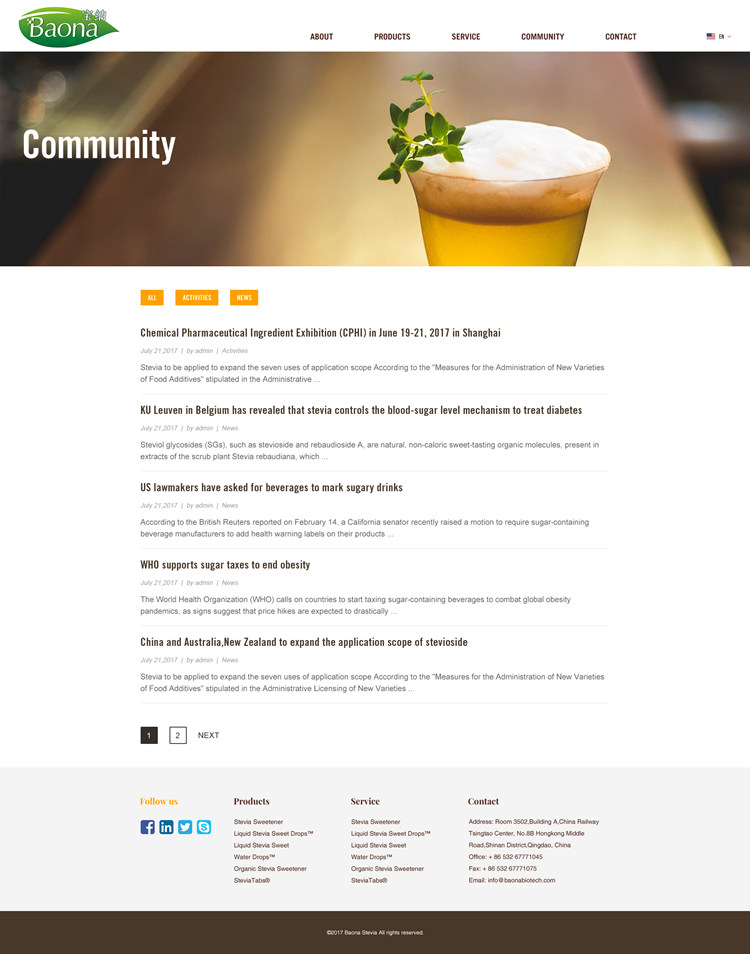 宝纳
Baona
ABOUT PRODUCTS SERVICE COMMUNITY CONTACT EN
Community
ALL ACTIVITIES NEWS
Chemical Pharmaceutical Ingredient Exhibition (CPHI) in June 19-21, 2017 in Shanghai
July 21,2017 | by admin | Activities
Stevia to be applied to expand the seven uses of application scope According to the "Measures for the Administration of New Varieties
of Food Additives" stipulated in the Administrative ...
KU Leuven in Belgium has revealed that stevia controls the blood-sugar level mechanism to treat diabetes
July 21,2017 | by admin | News
Steviol glycosides (SGs), such as stevioside and rebaudioside A, are natural, non-caloric sweet-tasting organic molecules, present in
extracts of the scrub plant Stevia rebaudiana, which ...
US lawmakers have asked for beverages to mark sugary drinks
July 21,2017 | by admin | News
According to the British Reuters reported on February 14, a California senator recently raised a motion to require sugar-containing
beverage manufacturers to add health warning labels on their products ...
WHO supports sugar taxes to end obesity
July 21,2017 | by admin | News
The World Health Organization (WHO) calls on countries to start taxing sugar-containing beverages to combat global obesity
pandemics, as signs suggest that price hikes are expected to drastically ...
China and Australia,New Zealand to expand the application scope of stevioside
July 21,2017 | by admin | News
Stevia to be applied to expand the seven uses of application scope According to the "Measures for the Administration of New Varieties
of Food Additives" stipulated in the Administrative Licensing of New Varieties ...
1 2 NEXT
Follow us
Products
Stevia Sweetener
Liquid Stevia Sweet Drops™
Liquid Stevia Sweet
Water Drops™
Organic Stevia Sweetener
SteviaTabs®
Service
Stevia Sweetener
Liquid Stevia Sweet Drops™
Liquid Stevia Sweet
Water Drops™
Organic Stevia Sweetener
SteviaTabs®
Contact
Address: Room 3502,Building A,China Railway
Tsingtao Center, No.8B Hongkong Middle
Road,Shinan District,Qingdao, China
Office: + 86 532 67771045
Fax: + 86 532 67771075
Email: info@baonabiotech.com
©2017 Baona Stevia All rights reserved.